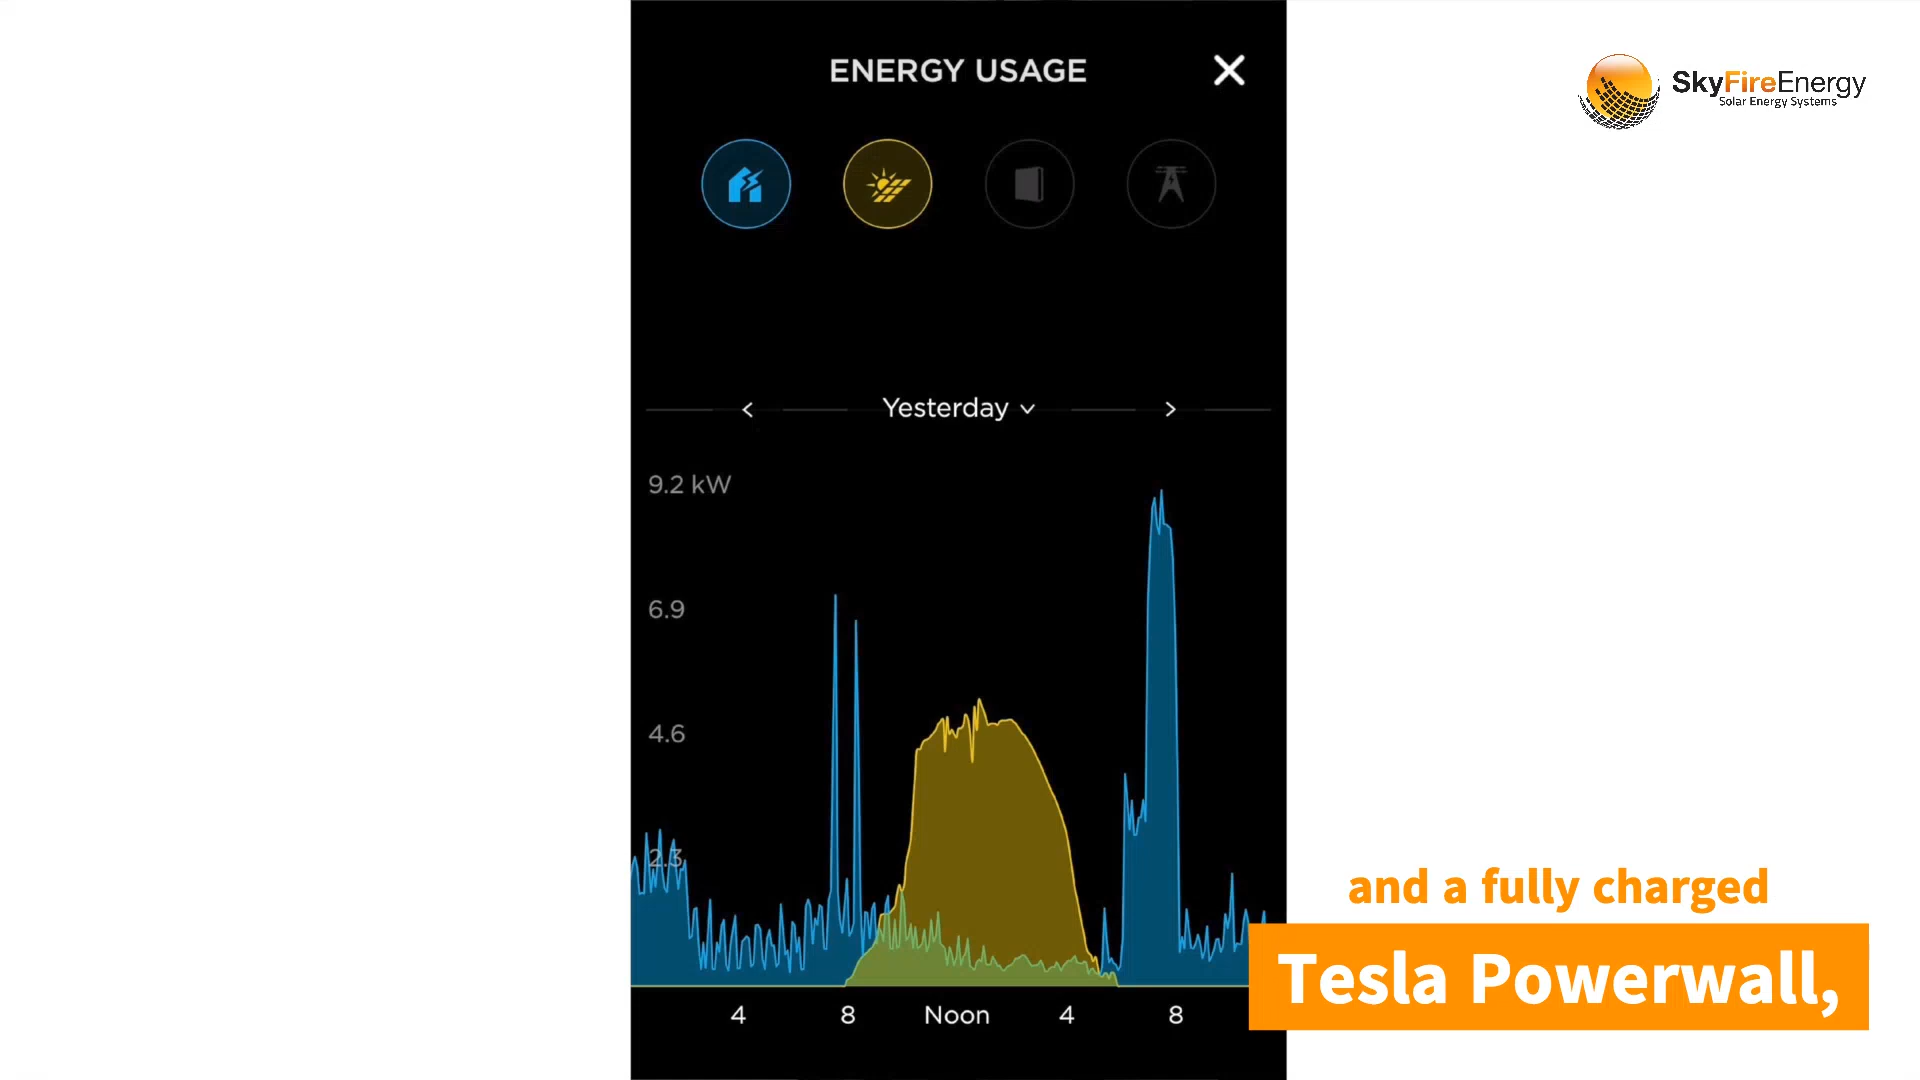 ENERGY USAGE
SkyFireEnergy
Solar Energy Systems
Yesterday
9.2 kW
6.9
4.6
2.3
4 8 Noon 4 8
and a fully charged
Tesla Powerwall,